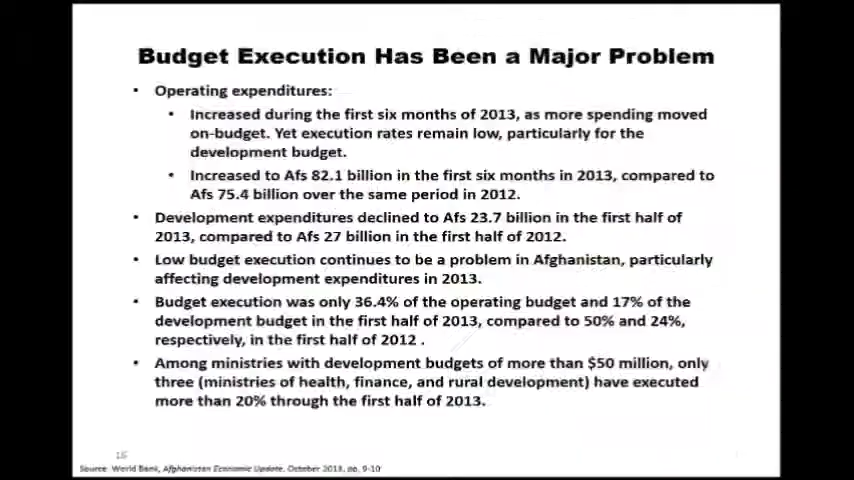 Budget Execution Has Been a Major Problem
• Operating expenditures:
• Increased during the first six months of 2013, as more spending moved
on-budget. Yet execution rates remain low, particularly for the
development budget.
• Increased to Afs 82.1 billion in the first six months in 2013, compared to
Afs 75.4 billion over the same period in 2012.
• Development expenditures declined to Afs 23.7 billion in the first half of
2013, compared to Afs 27 billion in the first half of 2012.
• Low budget execution continues to be a problem in Afghanistan, particularly
affecting development expenditures in 2013.
• Budget execution was only 36.4% of the operating budget and 17% of the
development budget in the first half of 2013, compared to 50% and 24%,
respectively, in the first half of 2012 .
• Among ministries with development budgets of more than $50 million, only
three (ministries of health, finance, and rural development) have executed
more than 20% through the first half of 2013.
Source: World Bank, Afghanistan Economic Update, October 2013, pp. 9-10